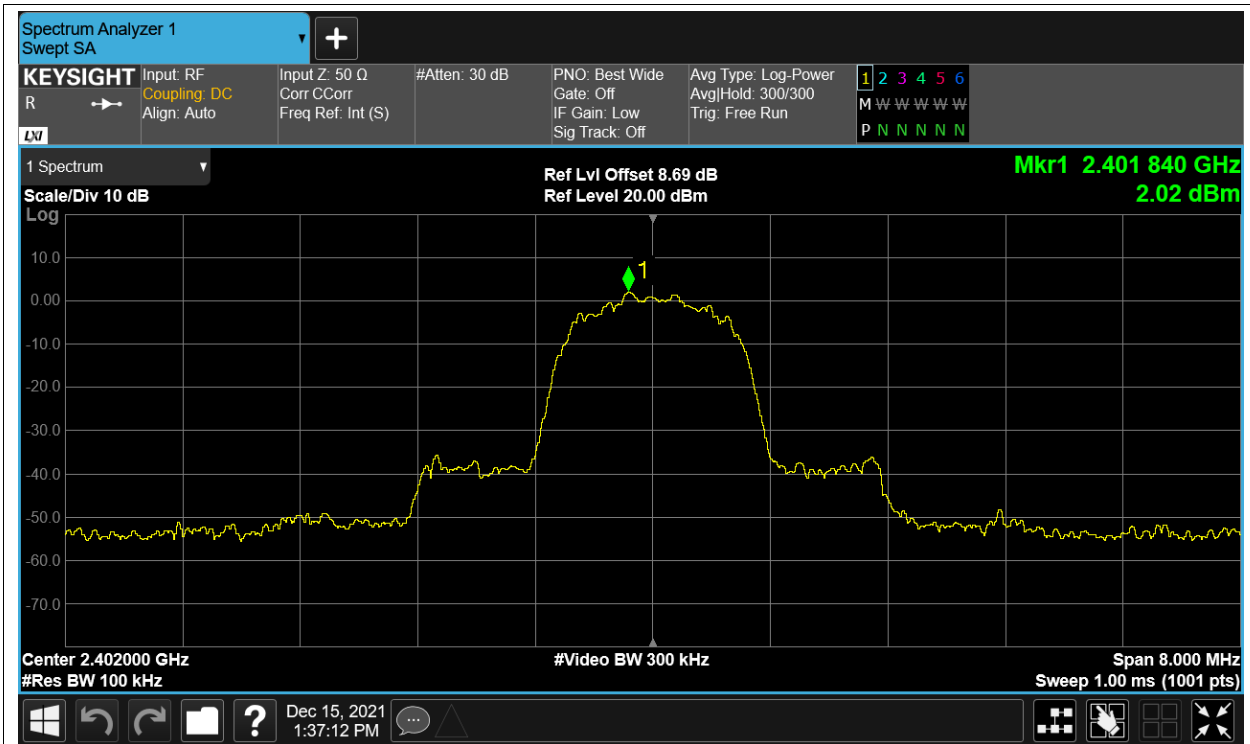 Spectrum Analyzer 1
Swept SA
KEYSIGHT
R
LXI
Input: RF
Coupling: DC
Align: Auto
Input Z: 50 Ω
Corr CCorr
Freq Ref: Int (S)
#Atten: 30 dB
PNO: Best Wide
Gate: Off
IF Gain: Low
Sig Track: Off
Avg Type: Log-Power
Avg|Hold: 300/300
Trig: Free Run
1 2 3 4 5 6
M W W W W W
P N N N N N
1 Spectrum
Scale/Div 10 dB
Log
Ref Lvl Offset 8.69 dB
Ref Level 20.00 dBm
Mkr1 2.401 840 GHz
2.02 dBm
1
10.0
0.00
-10.0
-20.0
-30.0
-40.0
-50.0
-60.0
-70.0
Center 2.402000 GHz
#Res BW 100 kHz
#Video BW 300 kHz
Span 8.000 MHz
Sweep 1.00 ms (1001 pts)
?
Dec 15, 2021
1:37:12 PM